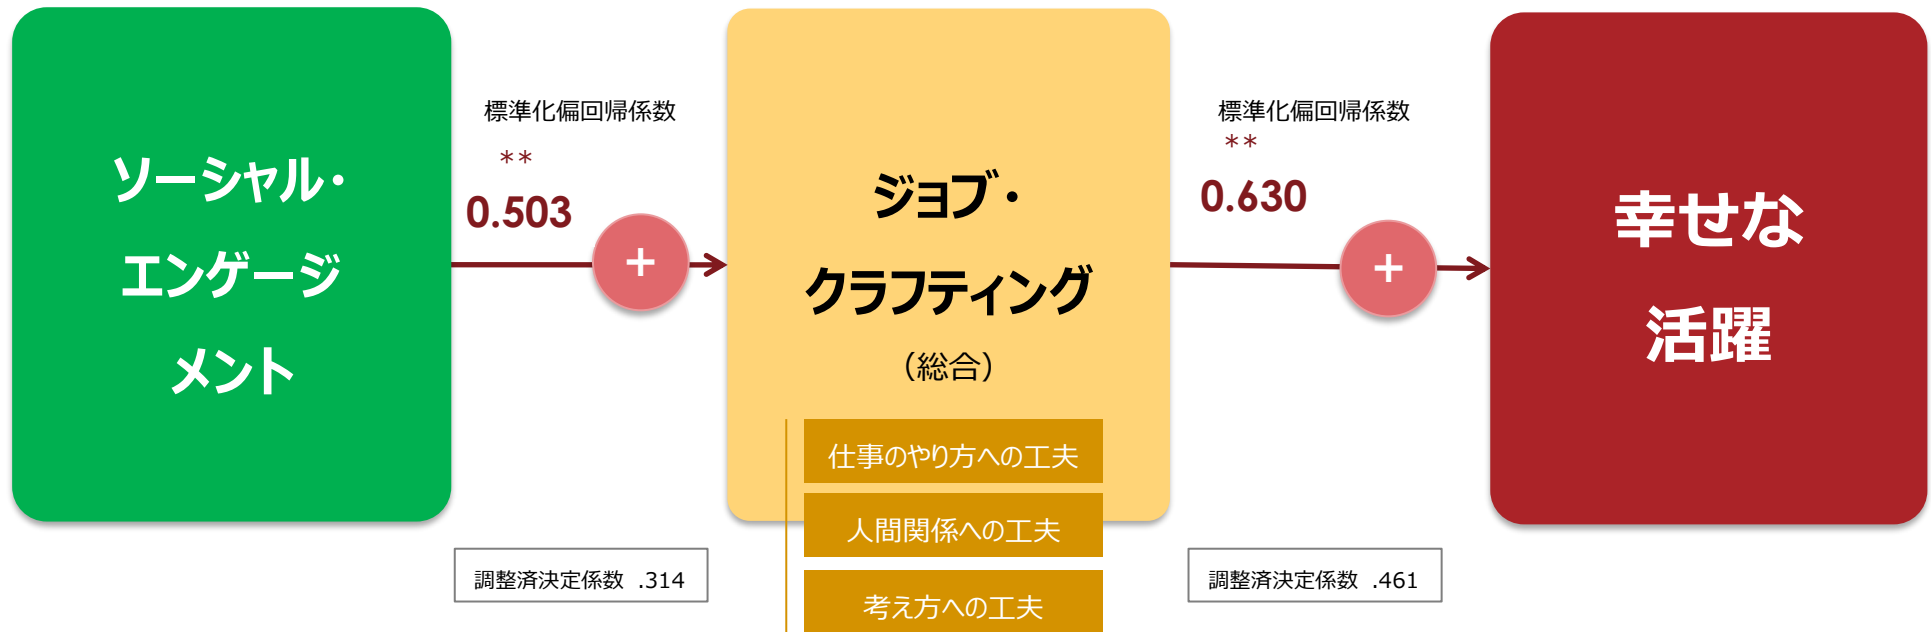 ソーシャル・
エンゲージ
メント
標準化偏回帰係数
**
0.503
+
調整済決定係数 .314
ジョブ・
クラフティング
（総合）
仕事のやり方への工夫
人間関係への工夫
考え方への工夫
標準化偏回帰係数
**
0.630
+
調整済決定係数 .461
幸せな
活躍